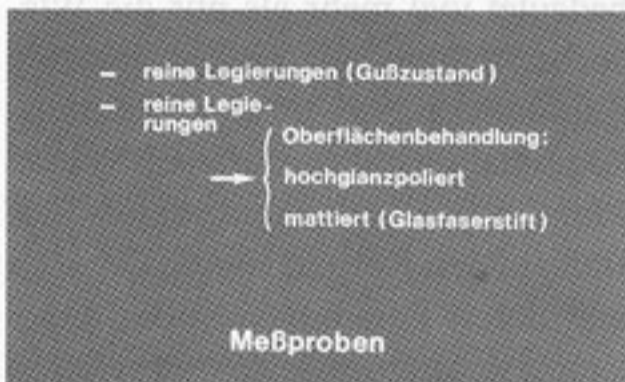 – reine Legierungen (Gußzustand)
– reine Legie-
rungen
Oberflächenbehandlung:
→ hochglanzpoliert
mattiert (Glasfaserstift)
Meßproben